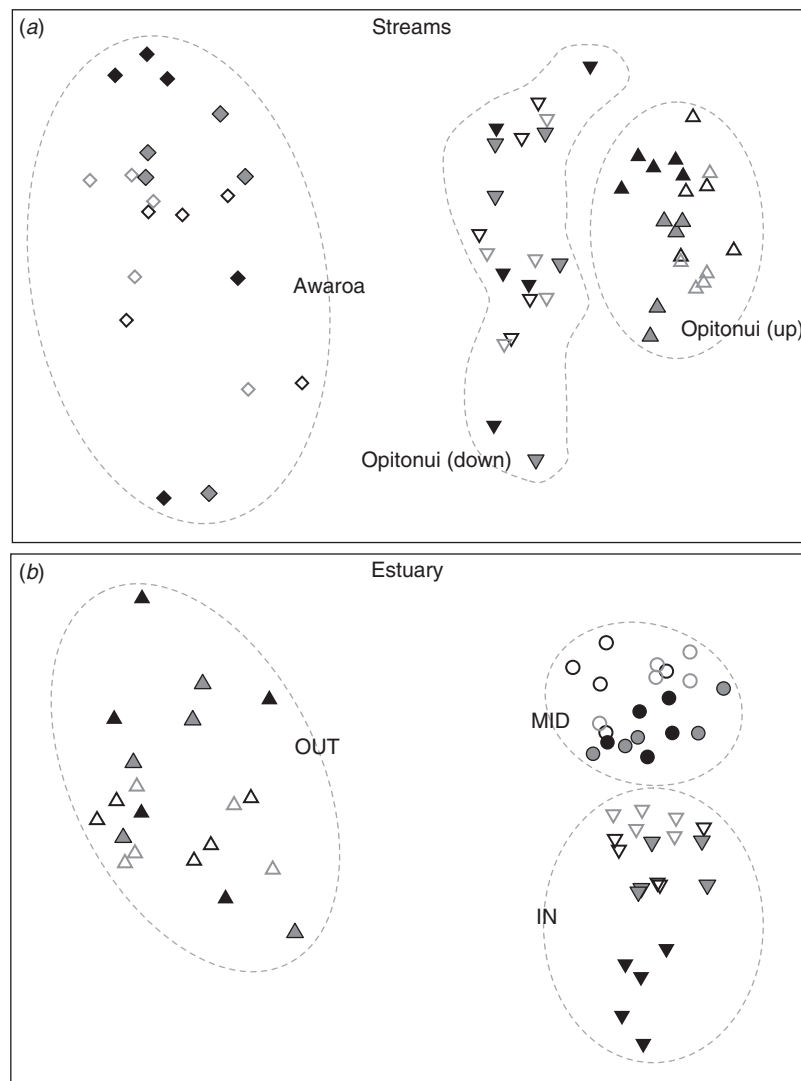 (a)
Streams
Awaroa
Opitonui (up)
Opitonui (down)
(b)
Estuary
OUT
MID
IN